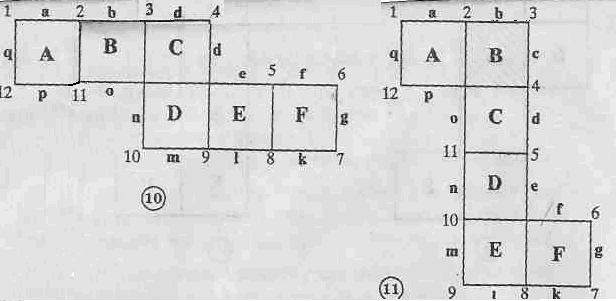 1 a 2 b 3 d 4
q A B C d
12 p 11 o e 5 f 6
n D E F g
10 m 9 l 8 k 7
10
1 a 2 b 3
q A B c
12 p 4
o C d
11 5
n D e
10 f 6
m E F g
9 l 8 k 7
11